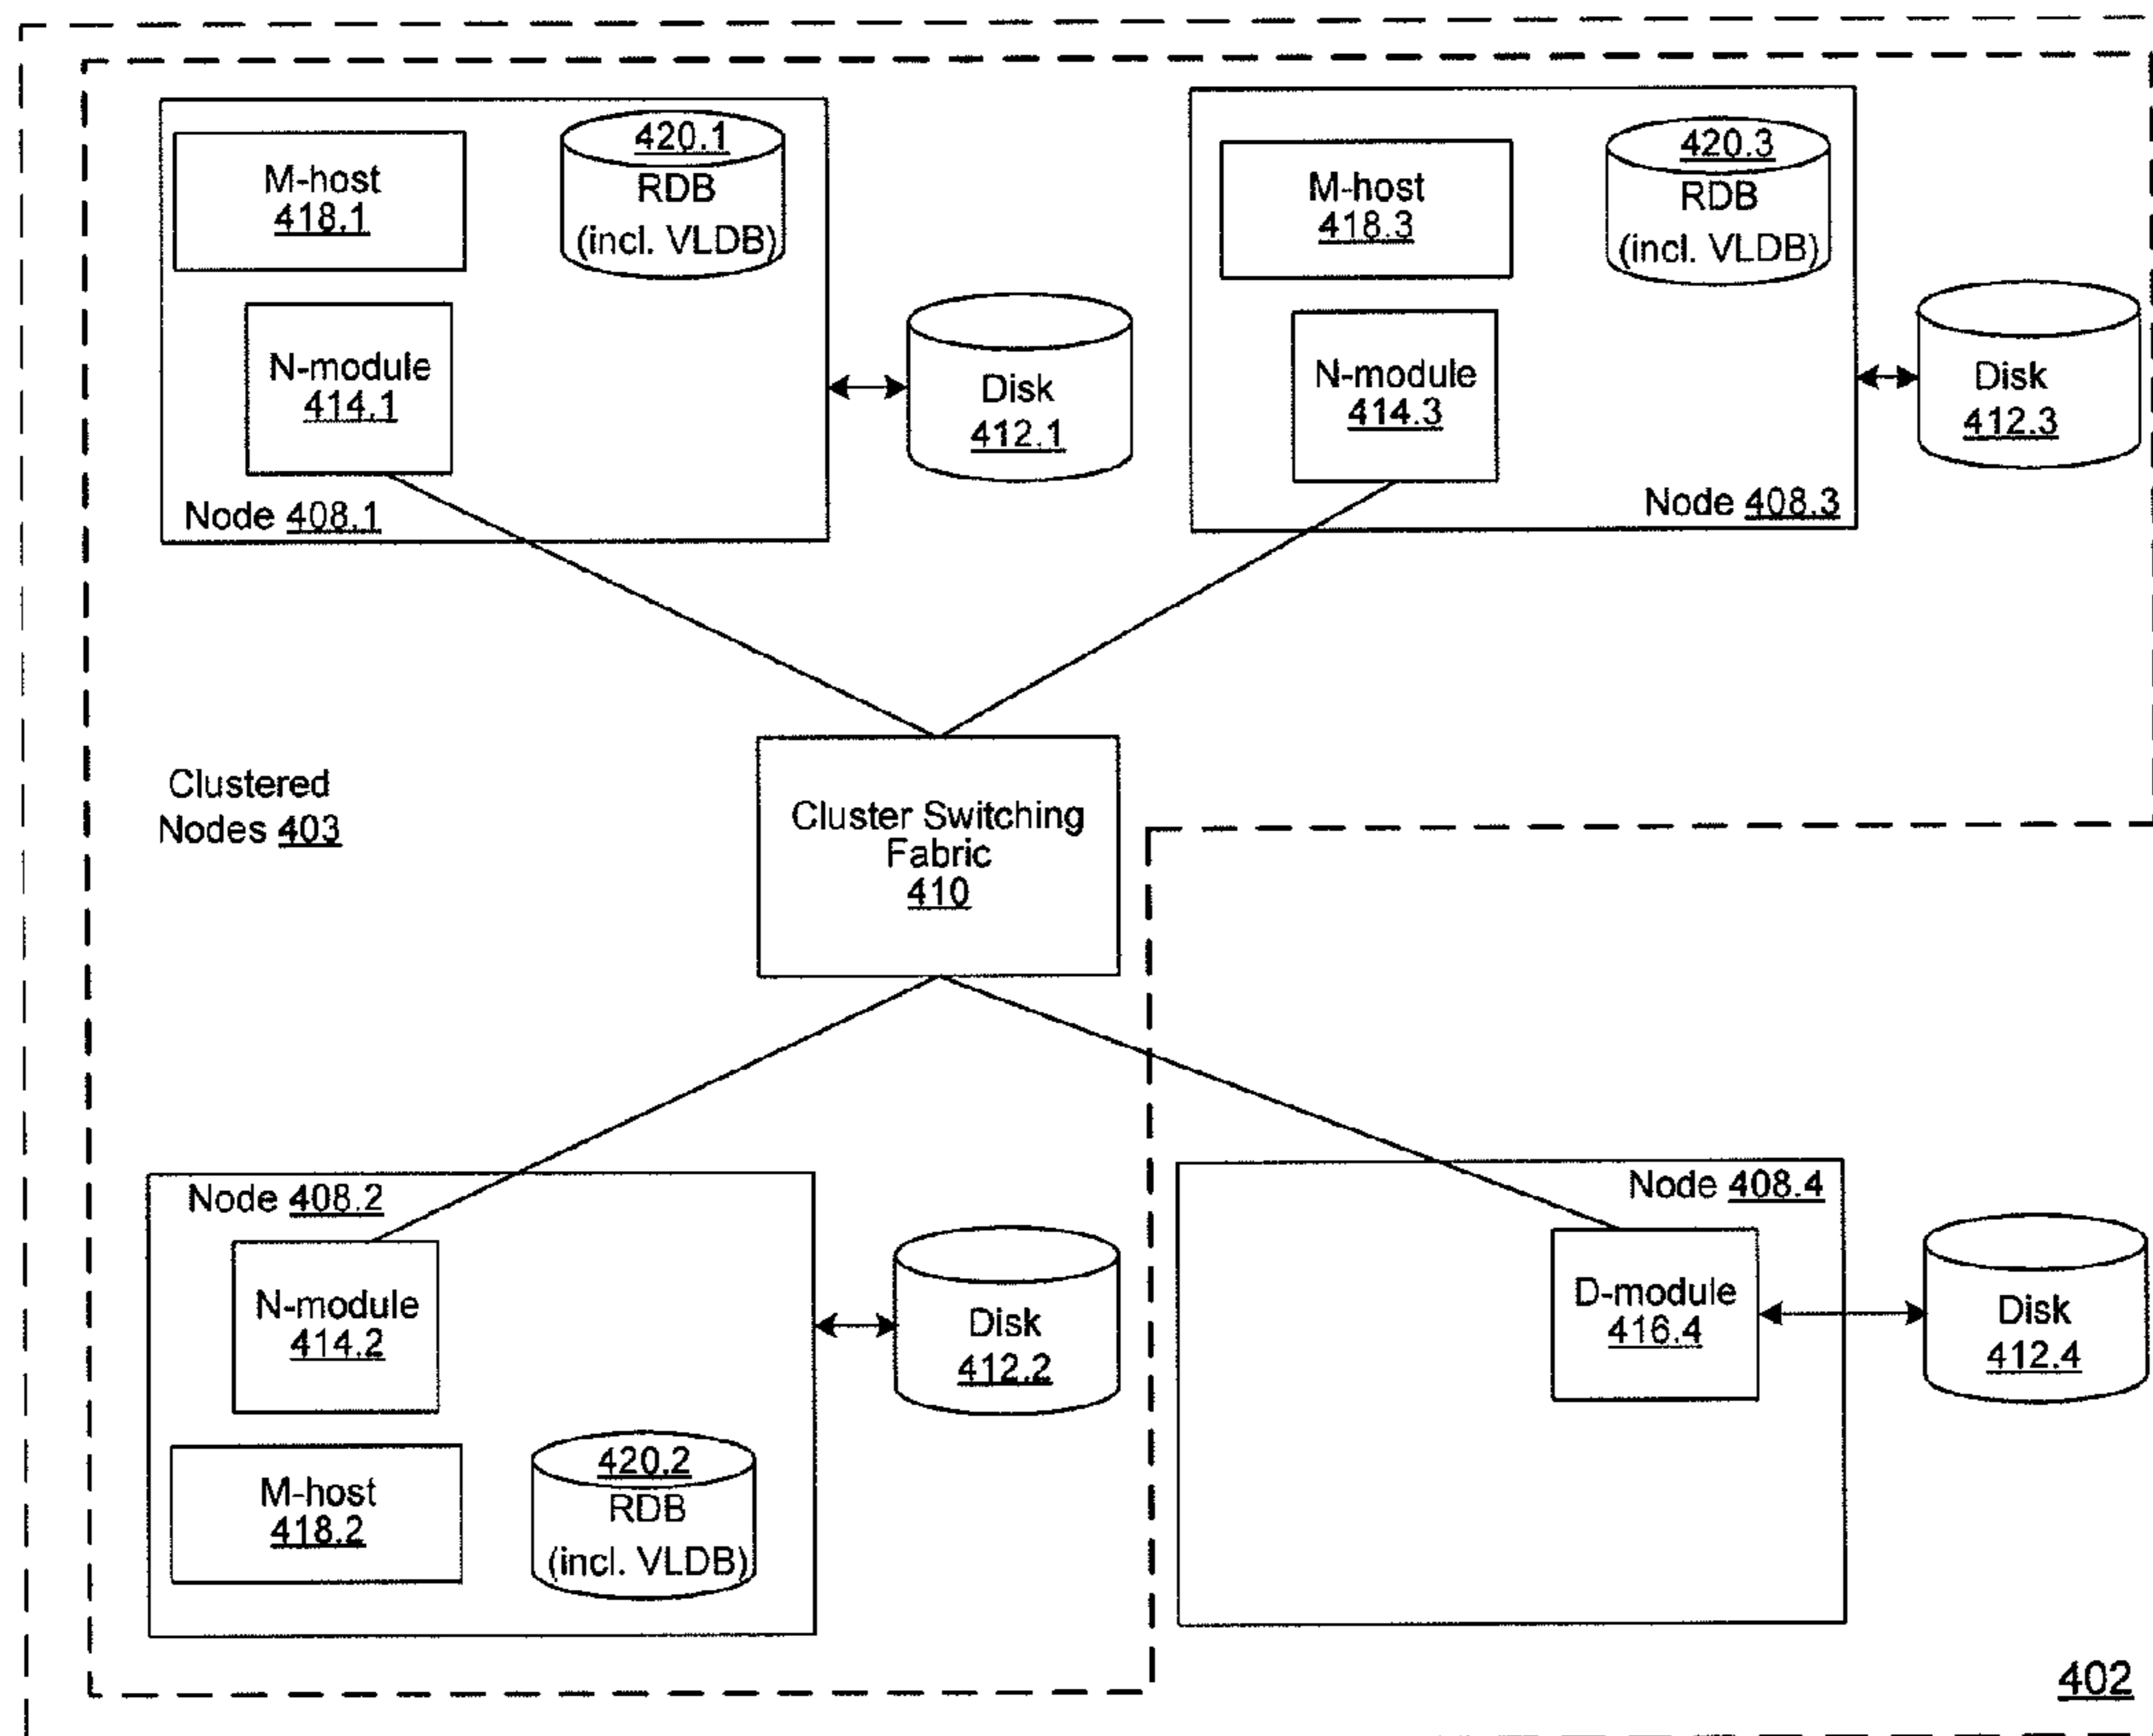 M-host
418.1
420.1
RDB
(incl. VLDB)
N-module
414.1
Node 408.1
Disk
412.1
M-host
418.3
420.3
RDB
(incl. VLDB)
N-module
414.3
Node 408.3
Disk
412.3
Clustered
Nodes 403
Cluster Switching
Fabric
410
Node 408.2
N-module
414.2
M-host
418.2
420.2
RDB
(incl. VLDB)
Disk
412.2
Node 408.4
D-module
416.4
Disk
412.4
402